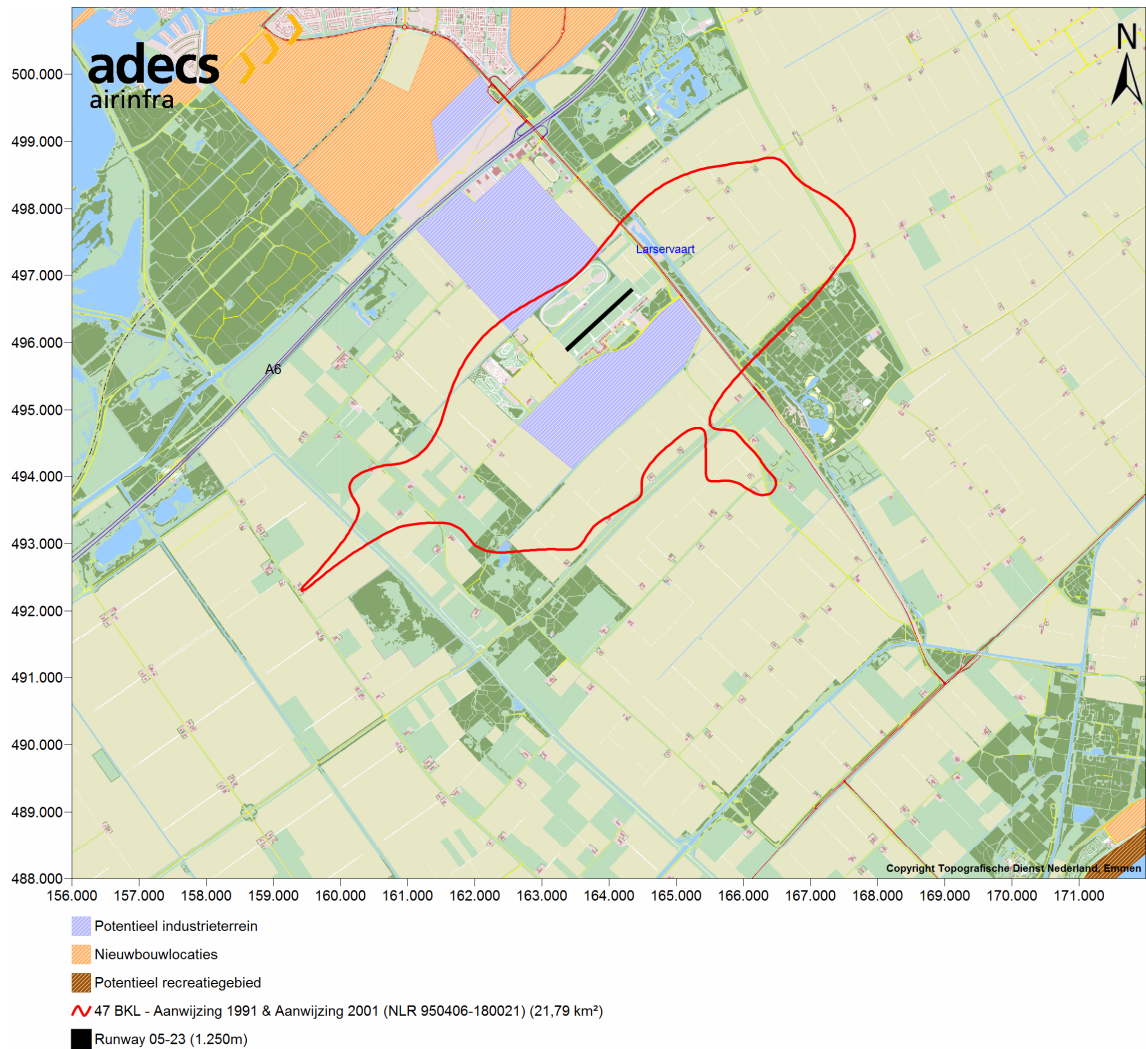 adecs
airinfra
N
500.000
499.000
498.000
497.000
496.000
495.000
494.000
493.000
492.000
491.000
490.000
489.000
488.000
Larservaart
A6
Copyright Topografische Dienst Nederland, Emmen
156.000 157.000 158.000 159.000 160.000 161.000 162.000 163.000 164.000 165.000 166.000 167.000 168.000 169.000 170.000 171.000
Potentieel industrieterrein
Nieuwbouwlocaties
Potentieel recreatiegebied
47 BKL - Aanwijzing 1991 & Aanwijzing 2001 (NLR 950406-180021) (21,79 km²)
Runway 05-23 (1.250m)